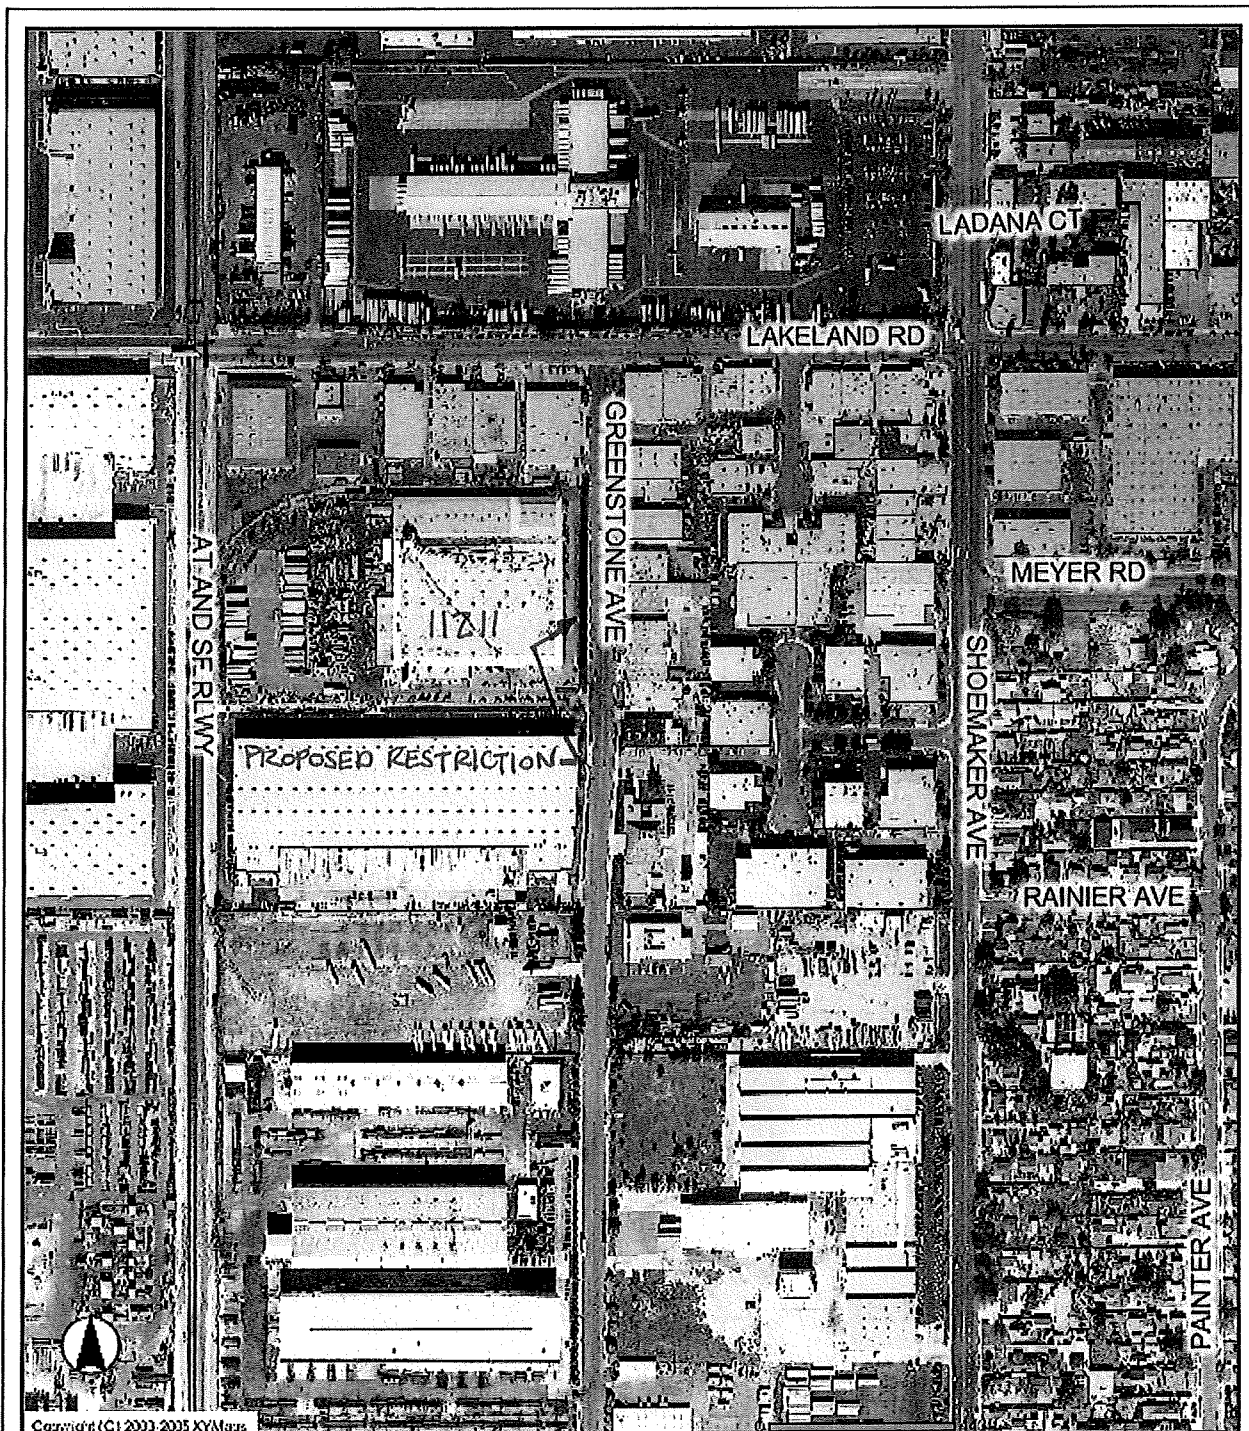 LADANA CT
LAKELAND RD
GREENSTONE AVE
AT AND SF RLWY
11211
MEYER RD
SHOEMAKER AVE
PROPOSED RESTRICTION
RAINIER AVE
PAINTER AVE
Copyright (C) 2003-2005 XYMaps